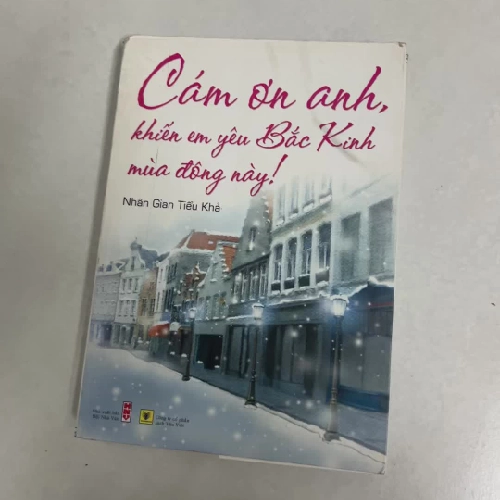 Cám ơn anh,
khiến em yêu Bắc Kinh
mùa đông này!
Nhân Gian Tiểu Khả